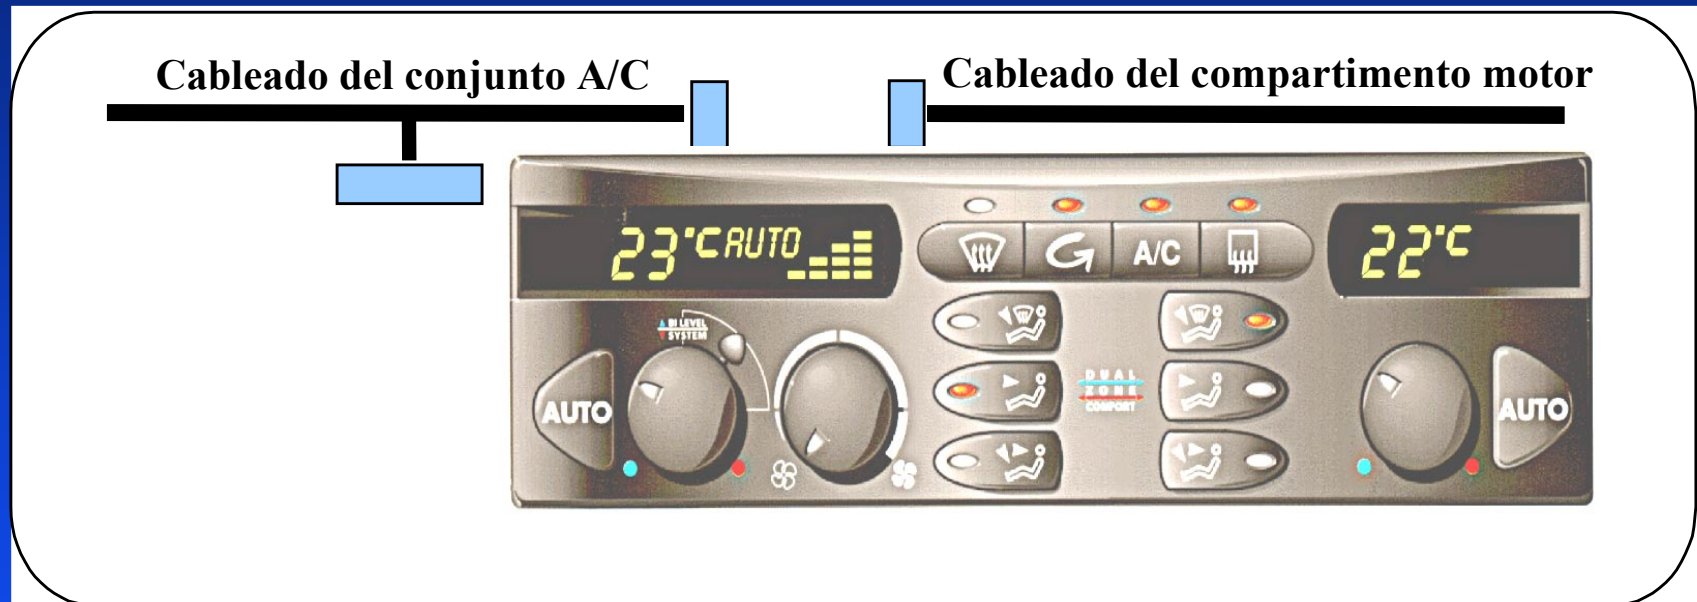 Cableado del conjunto A/C
Cableado del compartimento motor
23°C AUTO
A/C
22°C
BI LEVEL
SYSTEM
AUTO
DUAL
ZONE
COMFORT
AUTO